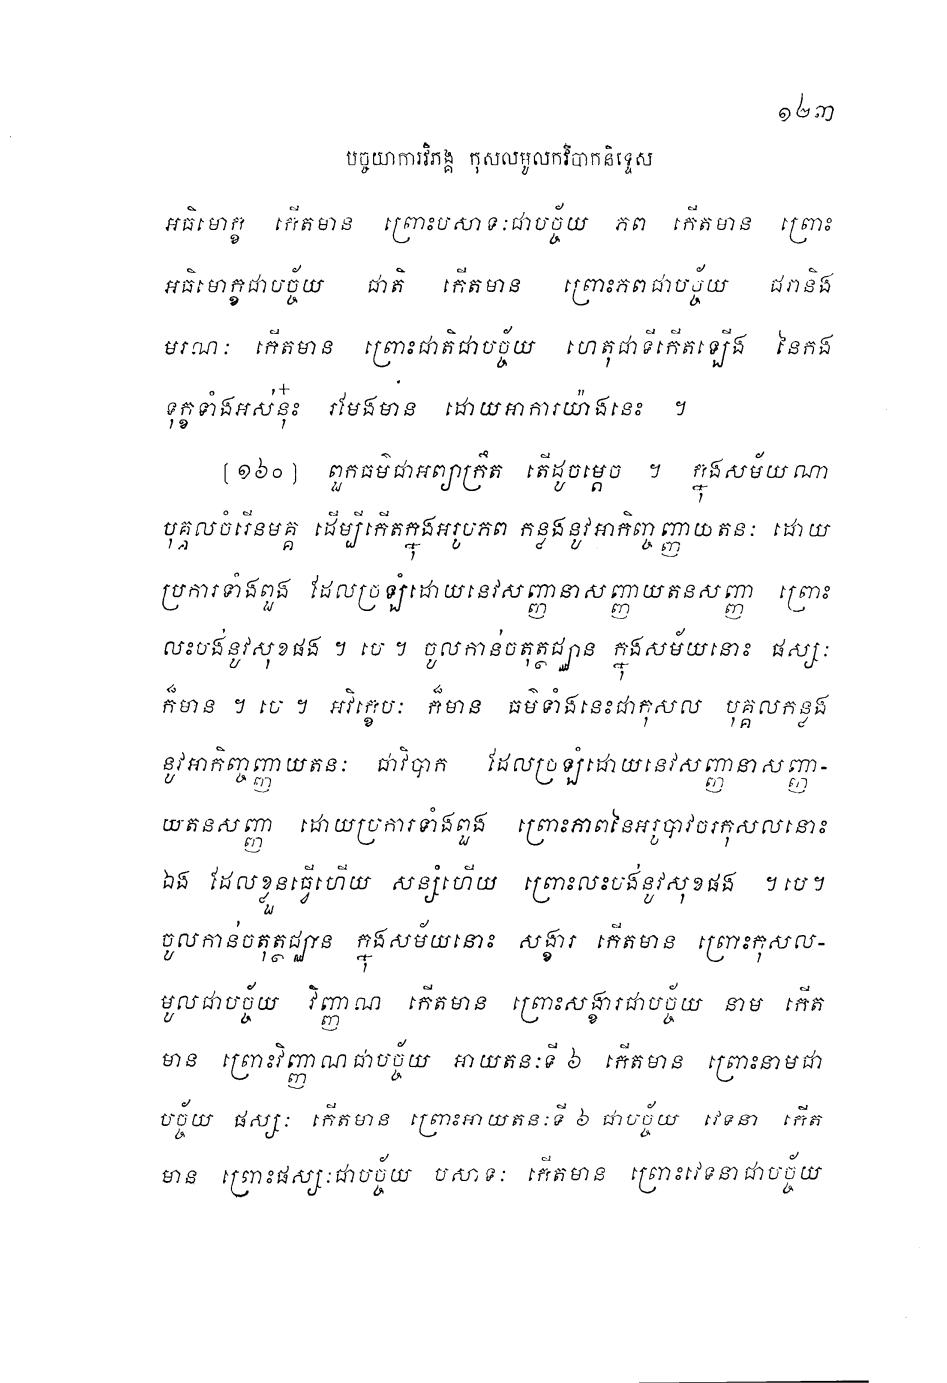 ១២៣
បច្ចយាការវិភង្គ កុសលមូលកវិបាកនិទ្ទេស
អធិមោក្ខ កើតមាន ព្រោះបសាទៈជាបច្ច័យ ភព កើតមាន ព្រោះ
អធិមោក្ខជាបច្ច័យ ជាតិ កើតមាន ព្រោះភពជាបច្ច័យ ជរានិង
មរណៈ កើតមាន ព្រោះជាតិជាបច្ច័យ ហេតុជាទីកើតឡើង នៃកង
ទុក្ខទាំងអស់នុ៎ះ រមែងមាន ដោយអាការយ៉ាងនេះ ។
(១៦០) ពួកធម៌ជាអព្យាក្រឹត តើដូចម្តេច ។ ក្នុងសម័យណា
បុគ្គលចំរើនមគ្គ ដើម្បីកើតក្នុងអរូបភព កន្លងនូវអាកិញ្ចញ្ញាយតនៈ ដោយ
ប្រការទាំងពួង ដែលច្រឡំដោយនេវសញ្ញានាសញ្ញាយតនសញ្ញា ព្រោះ
លះបង់នូវសុខផង ។ បេ ។ ចូលកាន់ចតុត្ថជ្ឈាន ក្នុងសម័យនោះ ផស្សៈ
ក៏មាន ។ បេ ។ អវិក្ខេបៈ ក៏មាន ធម៌ទាំងនេះជាកុសល បុគ្គលកន្លង
នូវអាកិញ្ចញ្ញាយតនៈ ជាវិបាក ដែលច្រឡំដោយនេវសញ្ញានាសញ្ញា-
យតនសញ្ញា ដោយប្រការទាំងពួង ព្រោះភាពនៃអរូបាវចរកុសលនោះ
ឯង ដែលខ្លួនធ្វើហើយ សន្សំហើយ ព្រោះលះបង់នូវសុខផង ។ បេ ។
ចូលកាន់ចតុត្ថជ្ឈាន ក្នុងសម័យនោះ សង្ខារ កើតមាន ព្រោះកុសល-
មូលជាបច្ច័យ វិញ្ញាណ កើតមាន ព្រោះសង្ខារជាបច្ច័យ នាម កើត
មាន ព្រោះវិញ្ញាណជាបច្ច័យ អាយតនៈទី ៦ កើតមាន ព្រោះនាមជា
បច្ច័យ ផស្សៈ កើតមាន ព្រោះអាយតនៈទី ៦ ជាបច្ច័យ វេទនា កើត
មាន ព្រោះផស្សៈជាបច្ច័យ បសាទៈ កើតមាន ព្រោះវេទនាជាបច្ច័យ